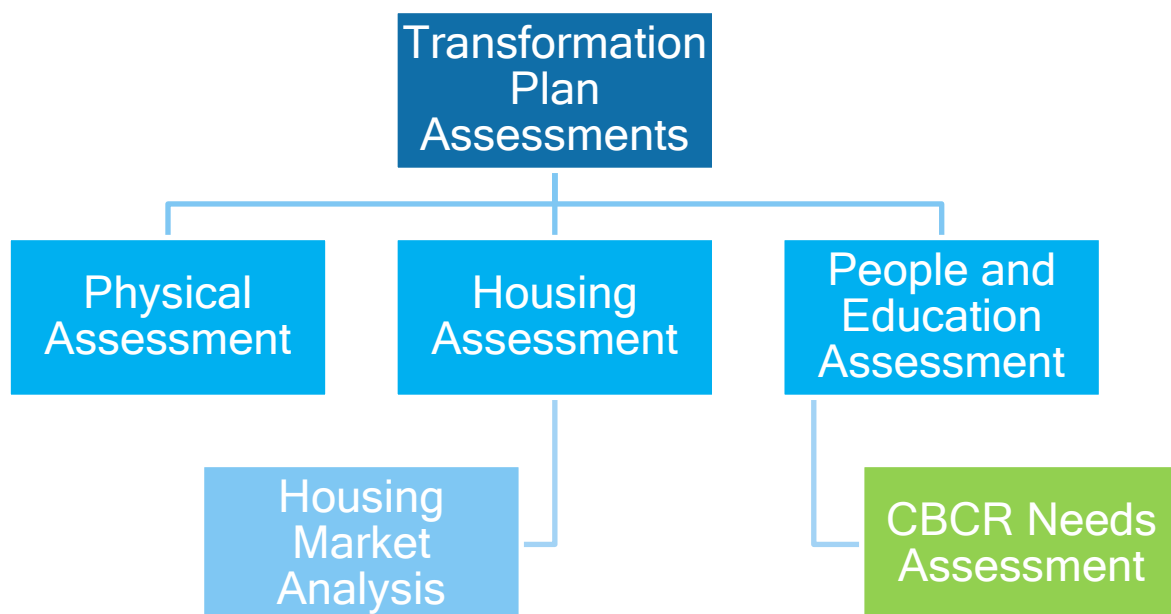 Transformation
Plan
Assessments
Physical
Assessment
Housing
Assessment
People and
Education
Assessment
Housing
Market
Analysis
CBCR Needs
Assessment